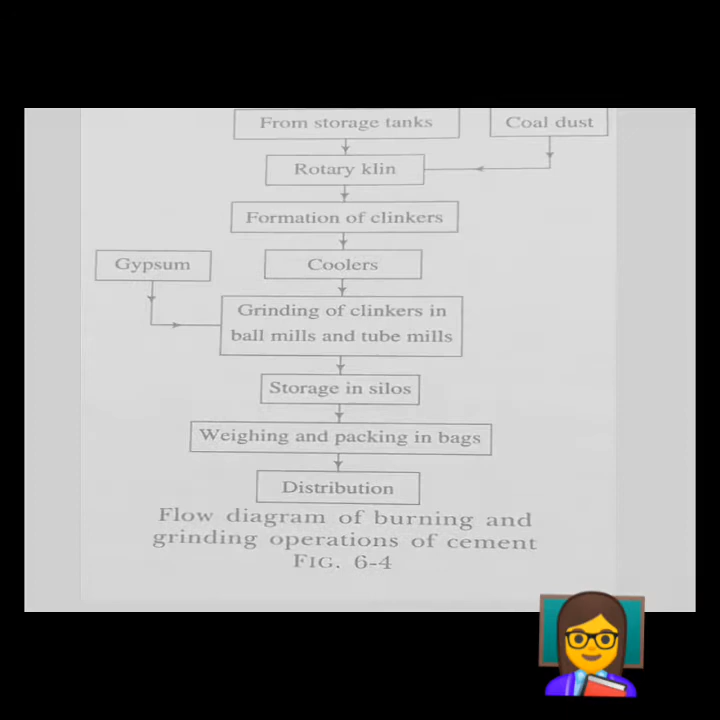 From storage tanks
Coal dust
Rotary klin
Formation of clinkers
Gypsum
Coolers
Grinding of clinkers in
ball mills and tube mills
Storage in silos
Weighing and packing in bags
Distribution
Flow diagram of burning and
grinding operations of cement
FIG. 6-4